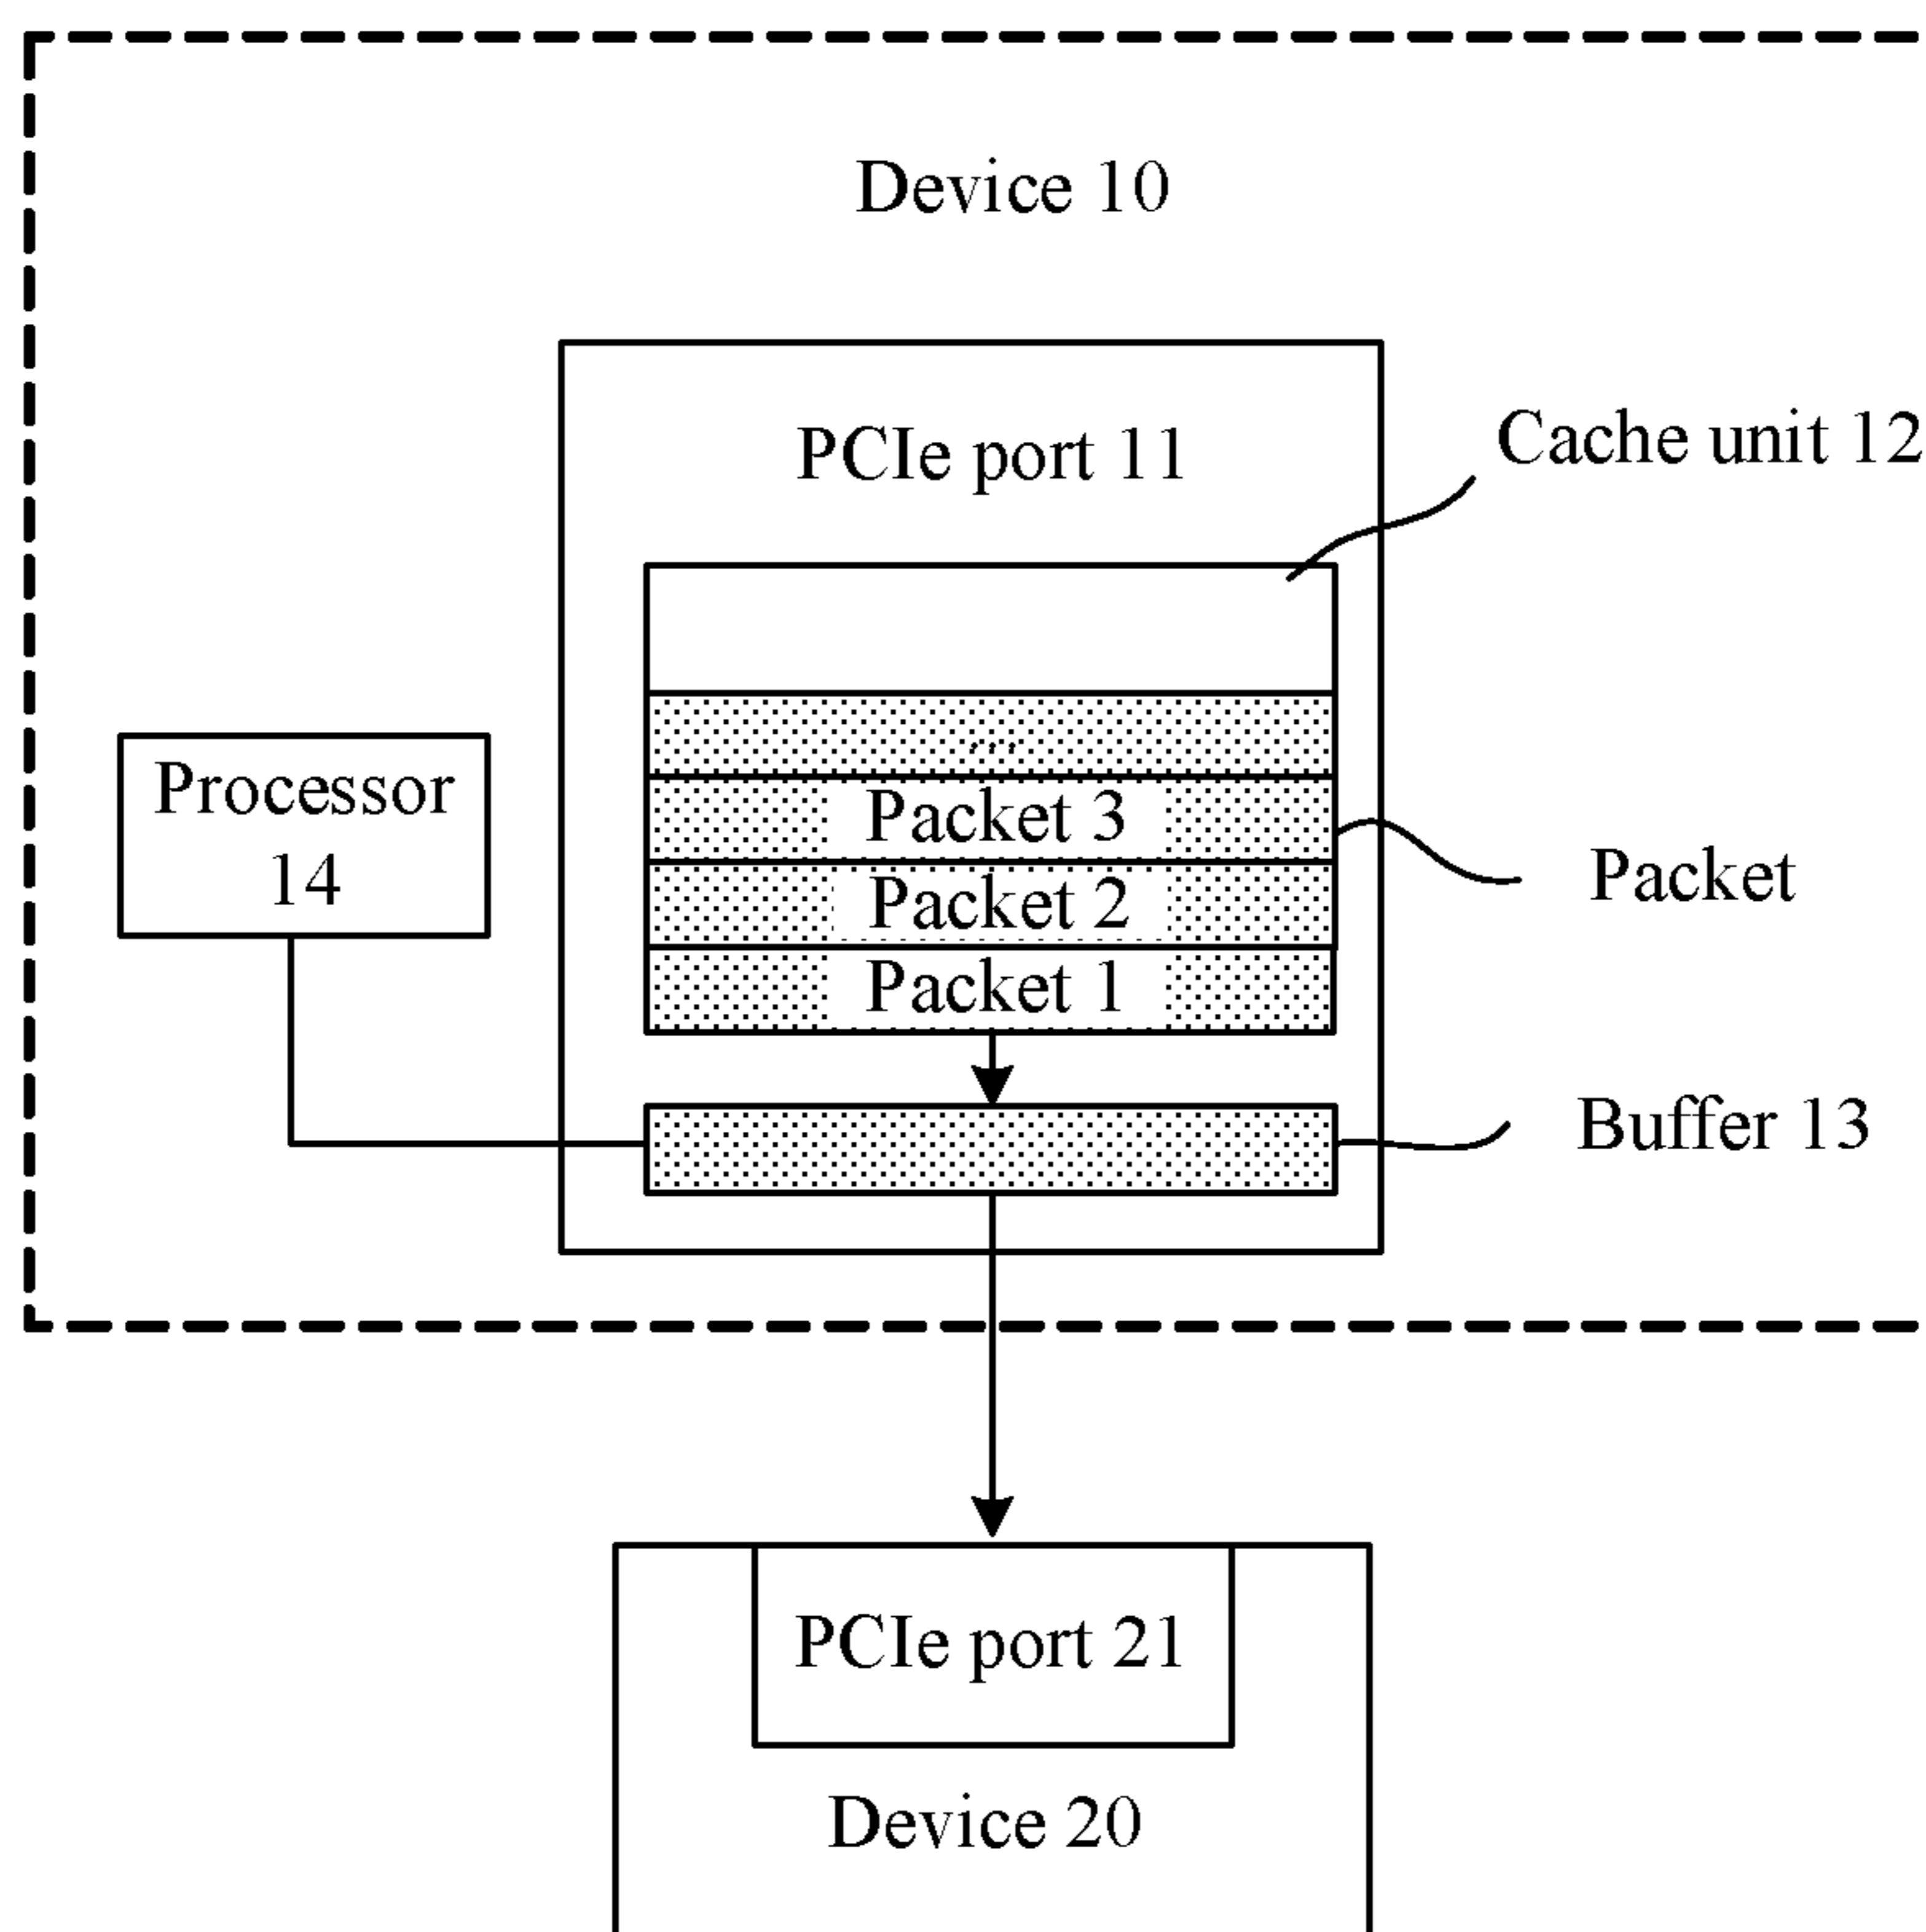 Device 10
PCIe port 11
Cache unit 12
...
Processor
14
Packet 3
Packet 2
Packet 1
Packet
Buffer 13
PCIe port 21
Device 20